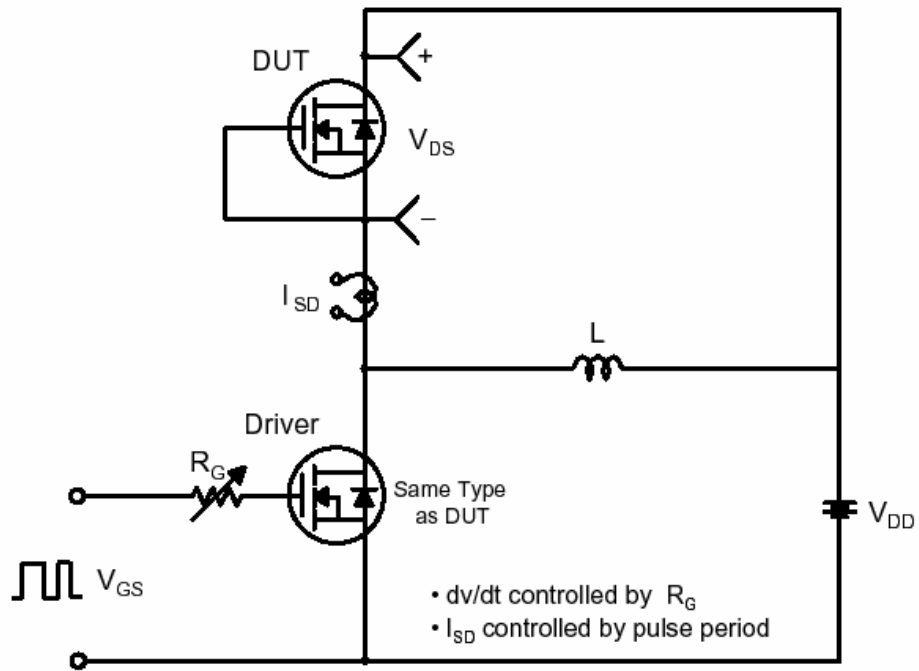 DUT
+
V_DS
−
I_SD
L
Driver
R_G
Same Type
as DUT
V_DD
V_GS
• dv/dt controlled by R_G
• I_SD controlled by pulse period